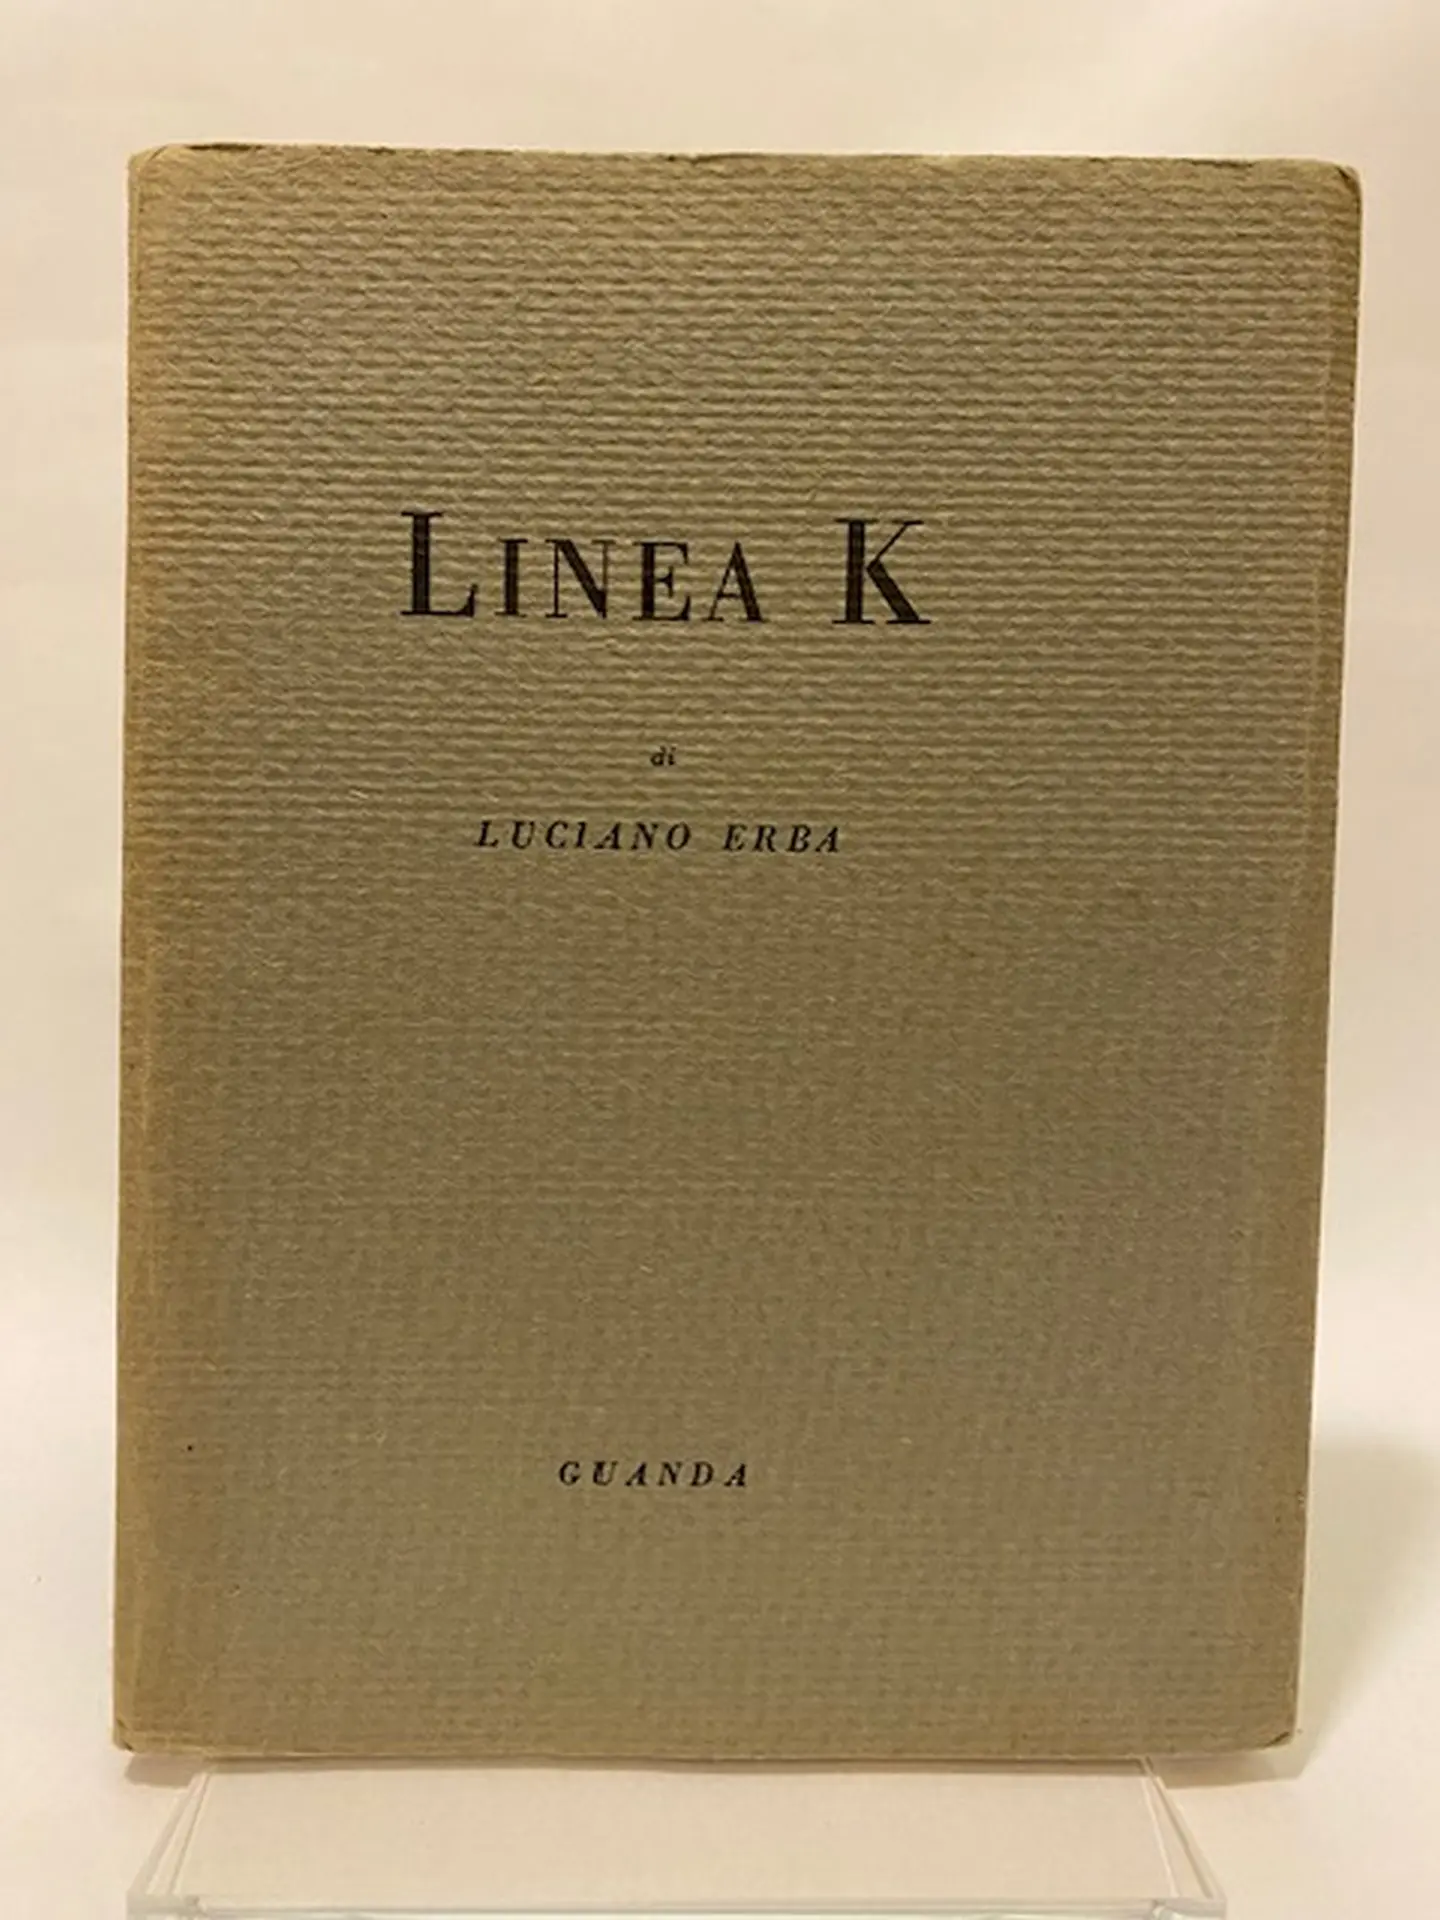 LINEA K
di
LUCIANO ERBA
GUANDA